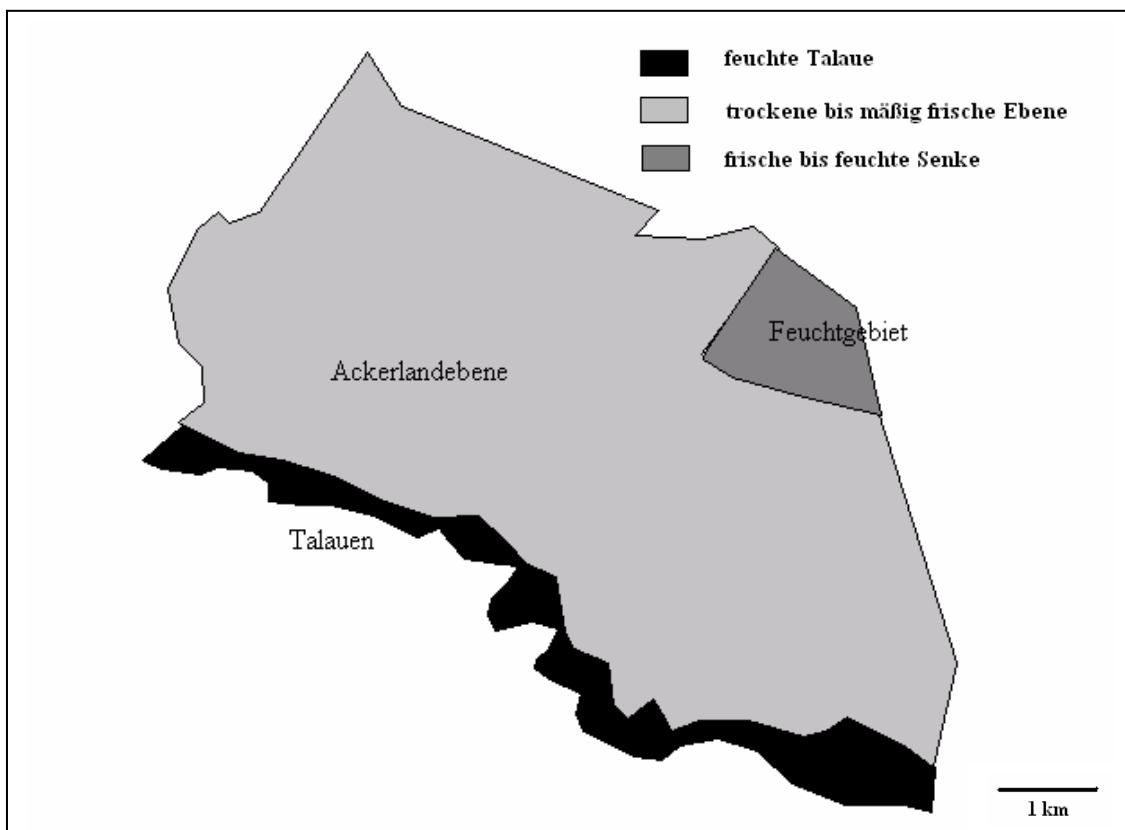 feuchte Talaue
trockene bis mäßig frische Ebene
frische bis feuchte Senke
Feuchtgebiet
Ackerlandebene
Talauen
1 km